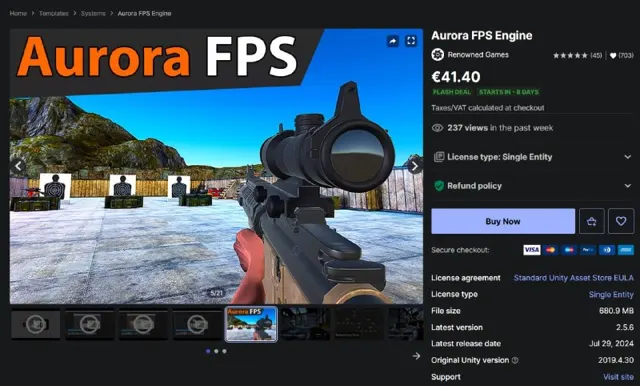 Home > Templates > Systems > Aurora FPS Engine
Aurora FPS
5/21
Aurora FPS
Aurora FPS Engine
Renowned Games
(45) | (703)
€41.40
FLASH DEAL STARTS IN - 8 DAYS
Taxes/VAT calculated at checkout
237 views in the past week
License type: Single Entity
Refund policy
Buy Now
Secure checkout: VISA
License agreement Standard Unity Asset Store EULA
License type Single Entity
File size 680.9 MB
Latest version 2.5.6
Latest release date Jul 29, 2024
Original Unity version 2019.4.30
Support Visit site